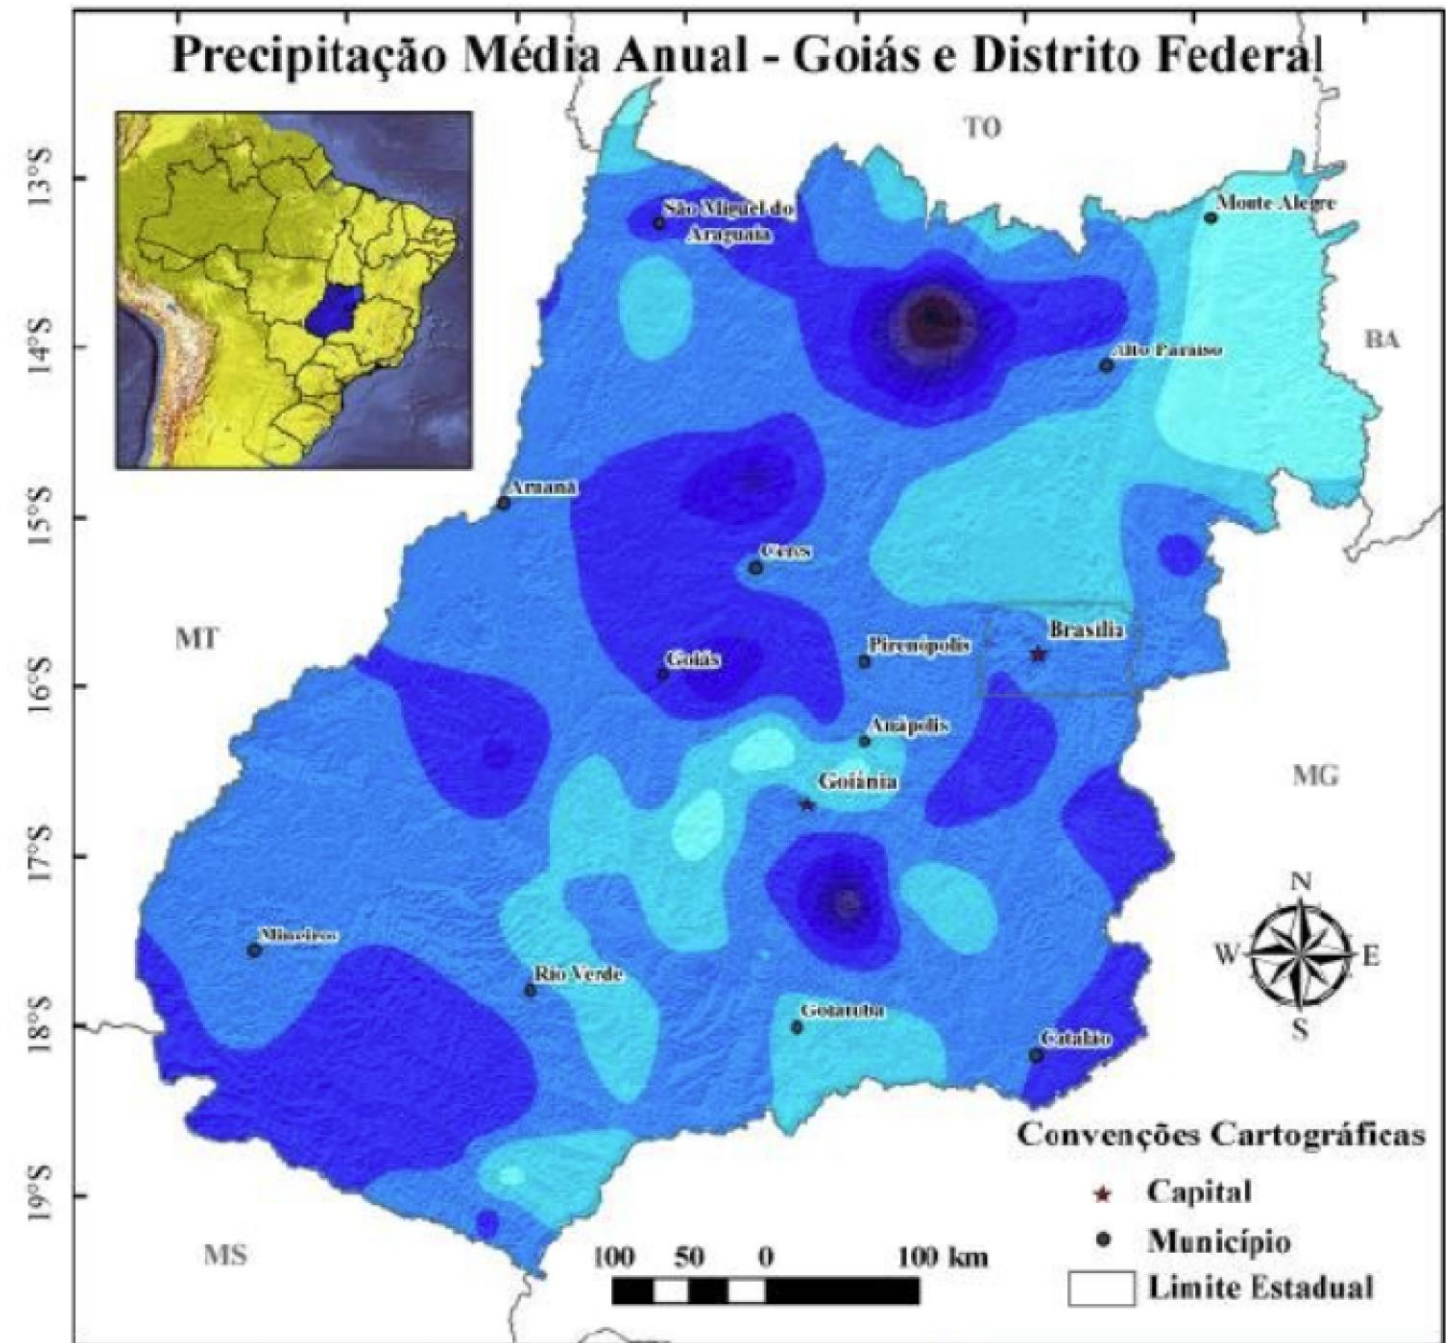 Precipitação Média Anual - Goiás e Distrito Federal
TO
13°S
São Miguel do
Araguaia
Monte Alegre
14°S
BA
Alto Paraíso
Aruanã
15°S
Ceres
MT
Brasília
Pirenópolis
Goiás
16°S
Anápolis
MG
Goiânia
17°S
N
Mineiros
W
E
Rio Verde
Goiatuba
18°S
S
Catalão
Convenções Cartográficas
Capital
19°S
Município
MS
100 50 0 100 km
Limite Estadual